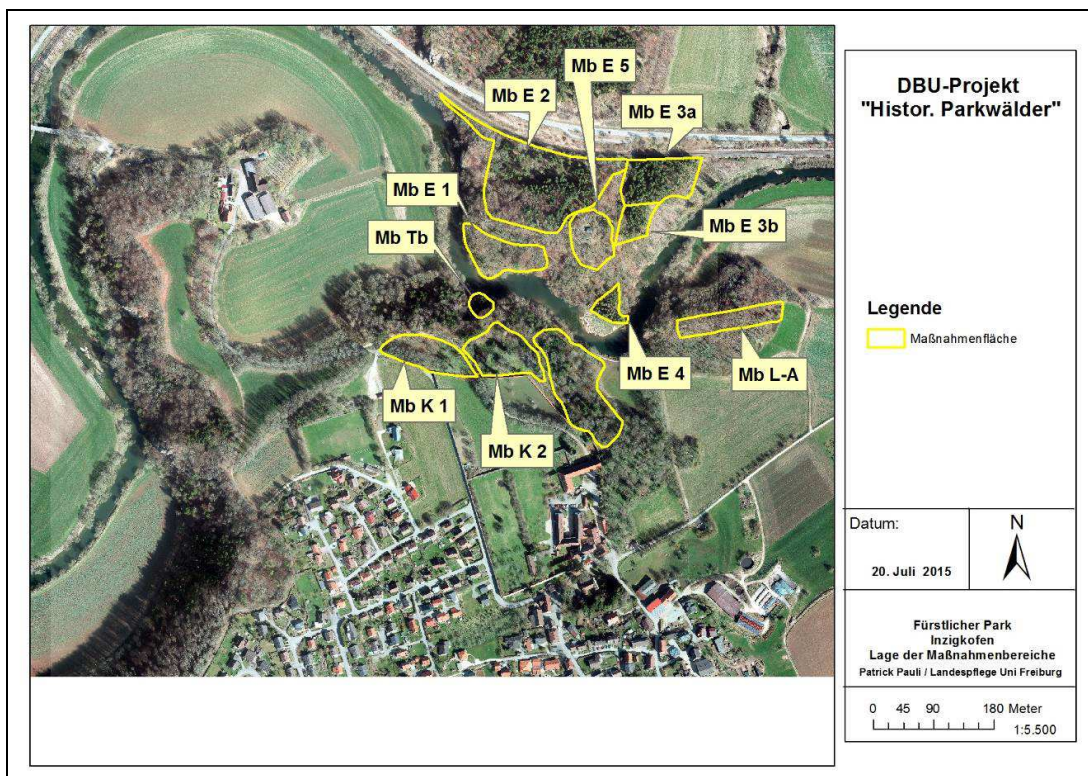 Mb E 5
Mb E 2
Mb E 3a
Mb E 1
Mb Tb
Mb E 3b
Mb K 1
Mb K 2
Mb E 4
Mb L-A
DBU-Projekt
"Histor. Parkwälder"
Legende
Maßnahmenfläche
Datum:
20. Juli 2015
N
Fürstlicher Park
Inzigkofen
Lage der Maßnahmenbereiche
Patrick Pauli / Landespflege Uni Freiburg
0 45 90 180 Meter
1:5.500